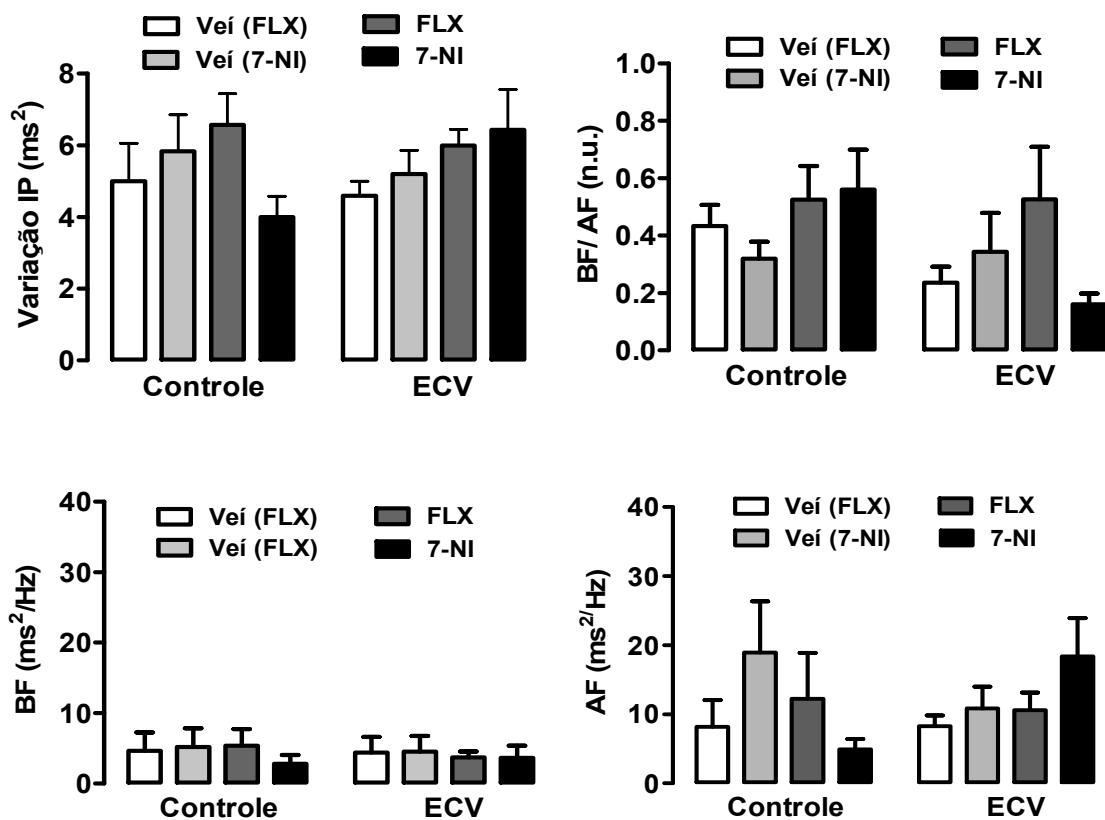 Veí (FLX)
FLX
Veí (7-NI)
7-NI
Variação IP (ms²)
8
6
4
2
0
Controle
ECV
Veí (FLX)
FLX
Veí (7-NI)
7-NI
BF/ AF (n.u.)
1.0
0.8
0.6
0.4
0.2
0.0
Controle
ECV
Veí (FLX)
FLX
Veí (FLX)
7-NI
BF (ms²/Hz)
40
30
20
10
0
Controle
ECV
Veí (FLX)
FLX
Veí (7-NI)
7-NI
AF (ms²/Hz)
40
30
20
10
0
Controle
ECV